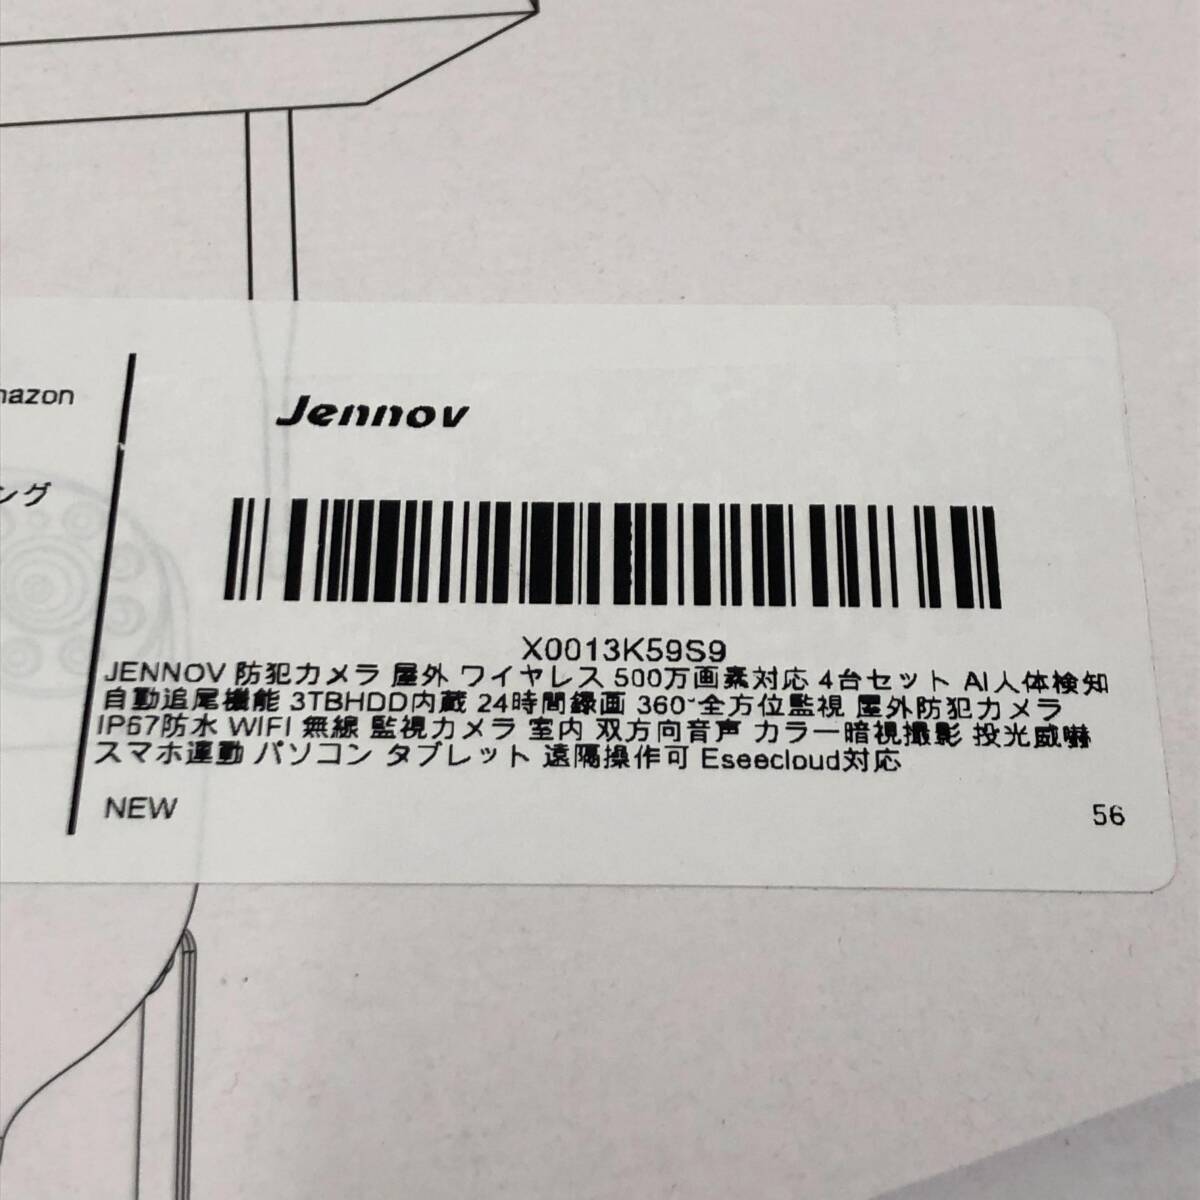 mazon
ング
Jennov
X0013K59S9
JENNOV 防犯カメラ 屋外 ワイヤレス 500万画素対応 4台セット AI人体検知
自動追尾機能 3TBHDD内蔵 24時間録画 360°全方位監視 屋外防犯カメラ
IP67防水 WIFI 無線 監視カメラ 室内 双方向音声 カラー暗視撮影 投光威嚇
スマホ連動 パソコン タブレット 遠隔操作可 Eseecloud対応
NEW
56